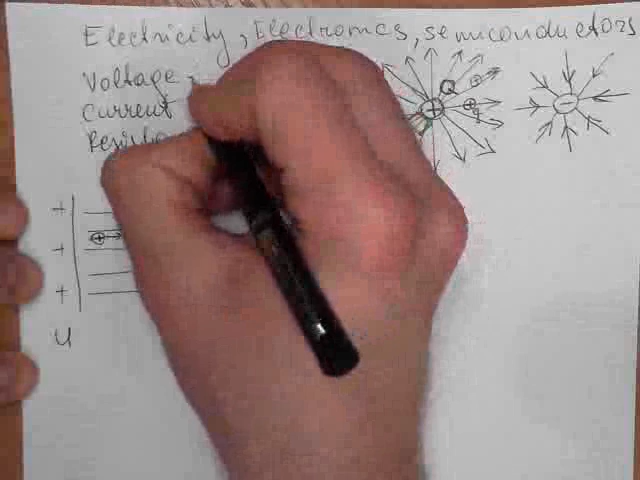 Electricity, Electronics, semiconductors
Voltage,
Current
+
+
+
U